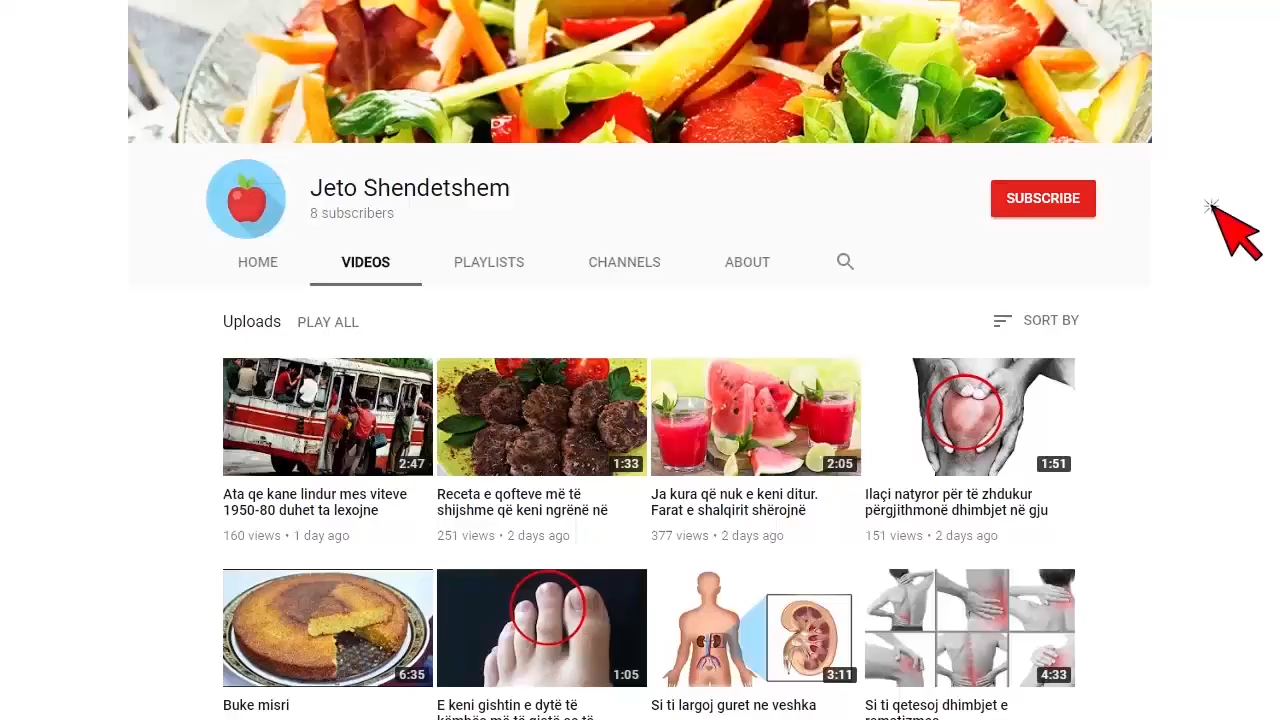 Jeto Shendetshem
8 subscribers
SUBSCRIBE
HOME
VIDEOS
PLAYLISTS
CHANNELS
ABOUT
Uploads
PLAY ALL
SORT BY
2:47
1:33
2:05
1:51
Ata qe kane lindur mes viteve
1950-80 duhet ta lexojne
160 views • 1 day ago
Receta e qofteve më të
shijshme që keni ngrënë në
251 views • 2 days ago
Ja kura që nuk e keni ditur.
Farat e shalqirit shërojnë
377 views • 2 days ago
Ilaçi natyror për të zhdukur
përgjithmonë dhimbjet në gju
151 views • 2 days ago
6:35
1:05
3:11
4:33
Buke misri
E keni gishtin e dytë të
Si ti largoj guret ne veshka
Si ti qetesoj dhimbjet e